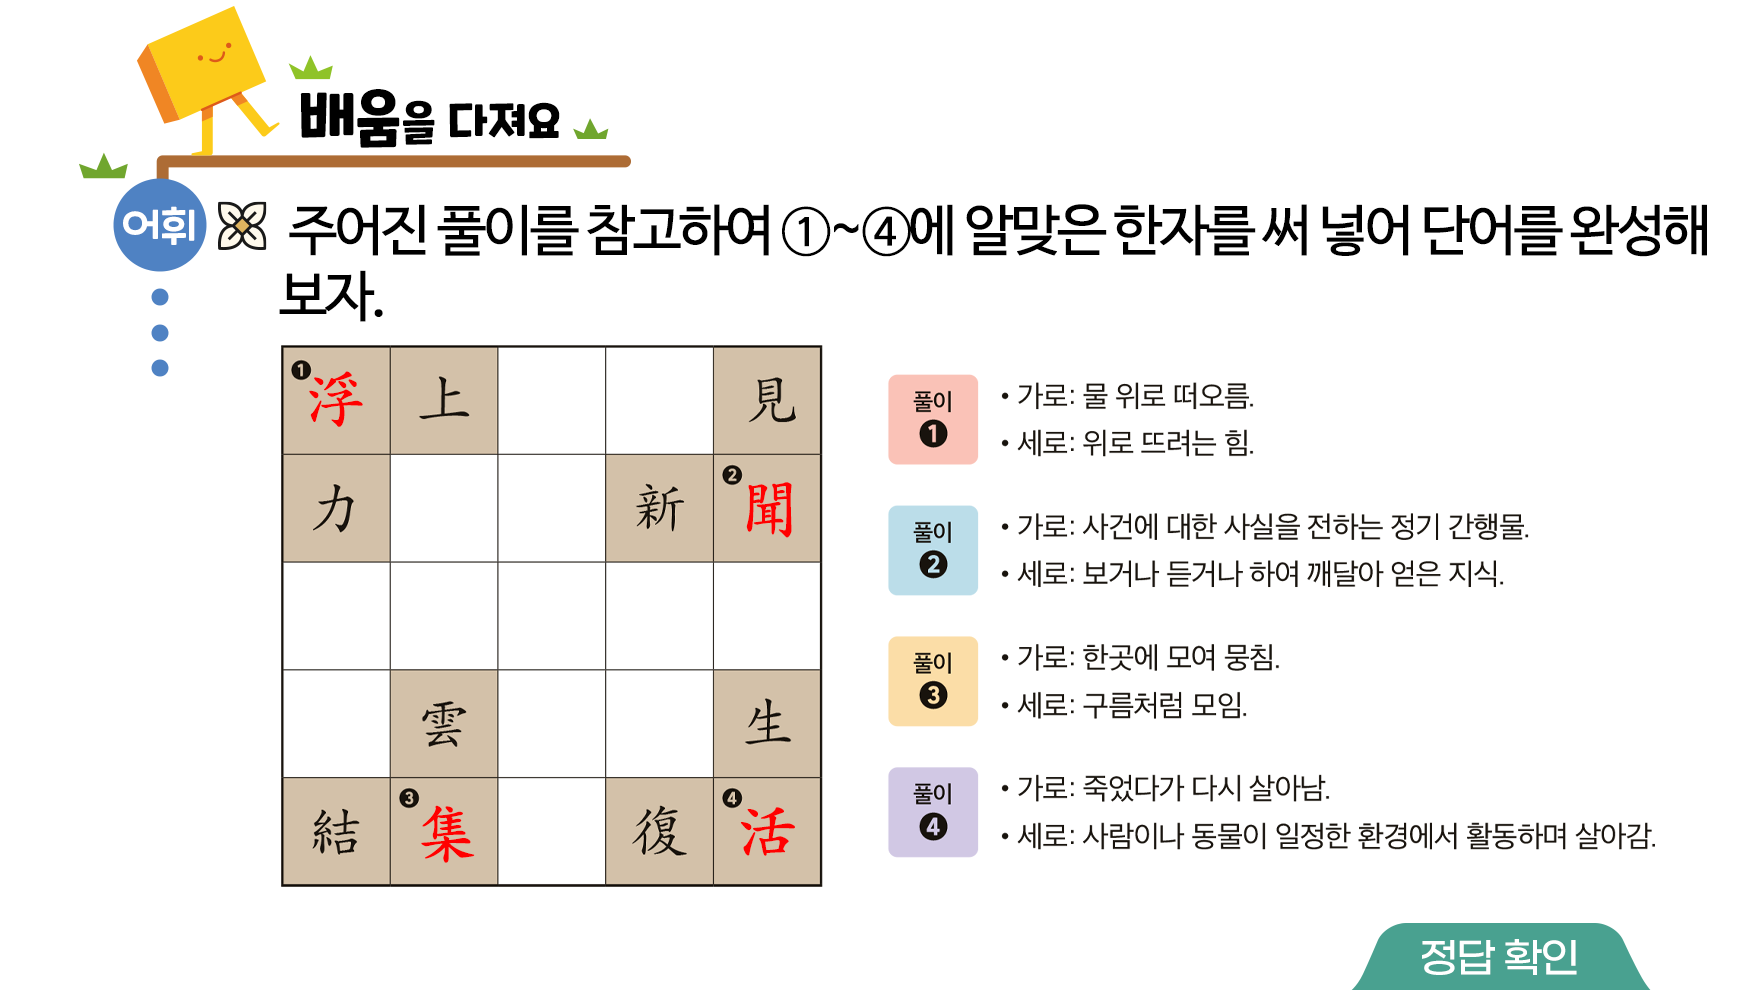 배움을 다져요
어휘
주어진 풀이를 참고하여 ①~④에 알맞은 한자를 써 넣어 단어를 완성해
보자.
❶ 浮 上 見
力 新 ❷ 聞
雲 生
結 ❸ 集 復 ❹ 活
풀이 ❶
• 가로: 물 위로 떠오름.
• 세로: 위로 뜨려는 힘.
풀이 ❷
• 가로: 사건에 대한 사실을 전하는 정기 간행물.
• 세로: 보거나 듣거나 하여 깨달아 얻은 지식.
풀이 ❸
• 가로: 한곳에 모여 뭉침.
• 세로: 구름처럼 모임.
풀이 ❹
• 가로: 죽었다가 다시 살아남.
• 세로: 사람이나 동물이 일정한 환경에서 활동하며 살아감.
정답 확인